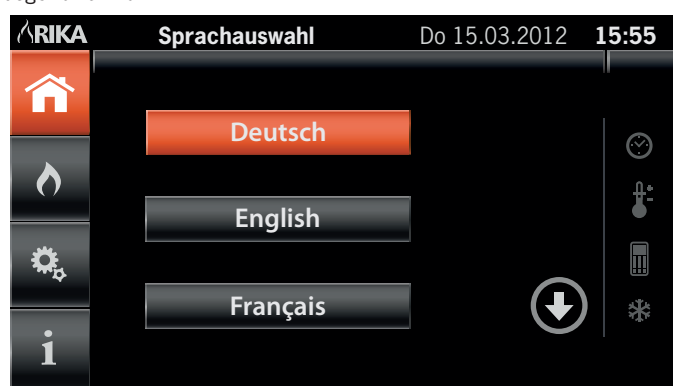 RIKA Sprachauswahl Do 15.03.2012 15:55
Deutsch
English
Français
i